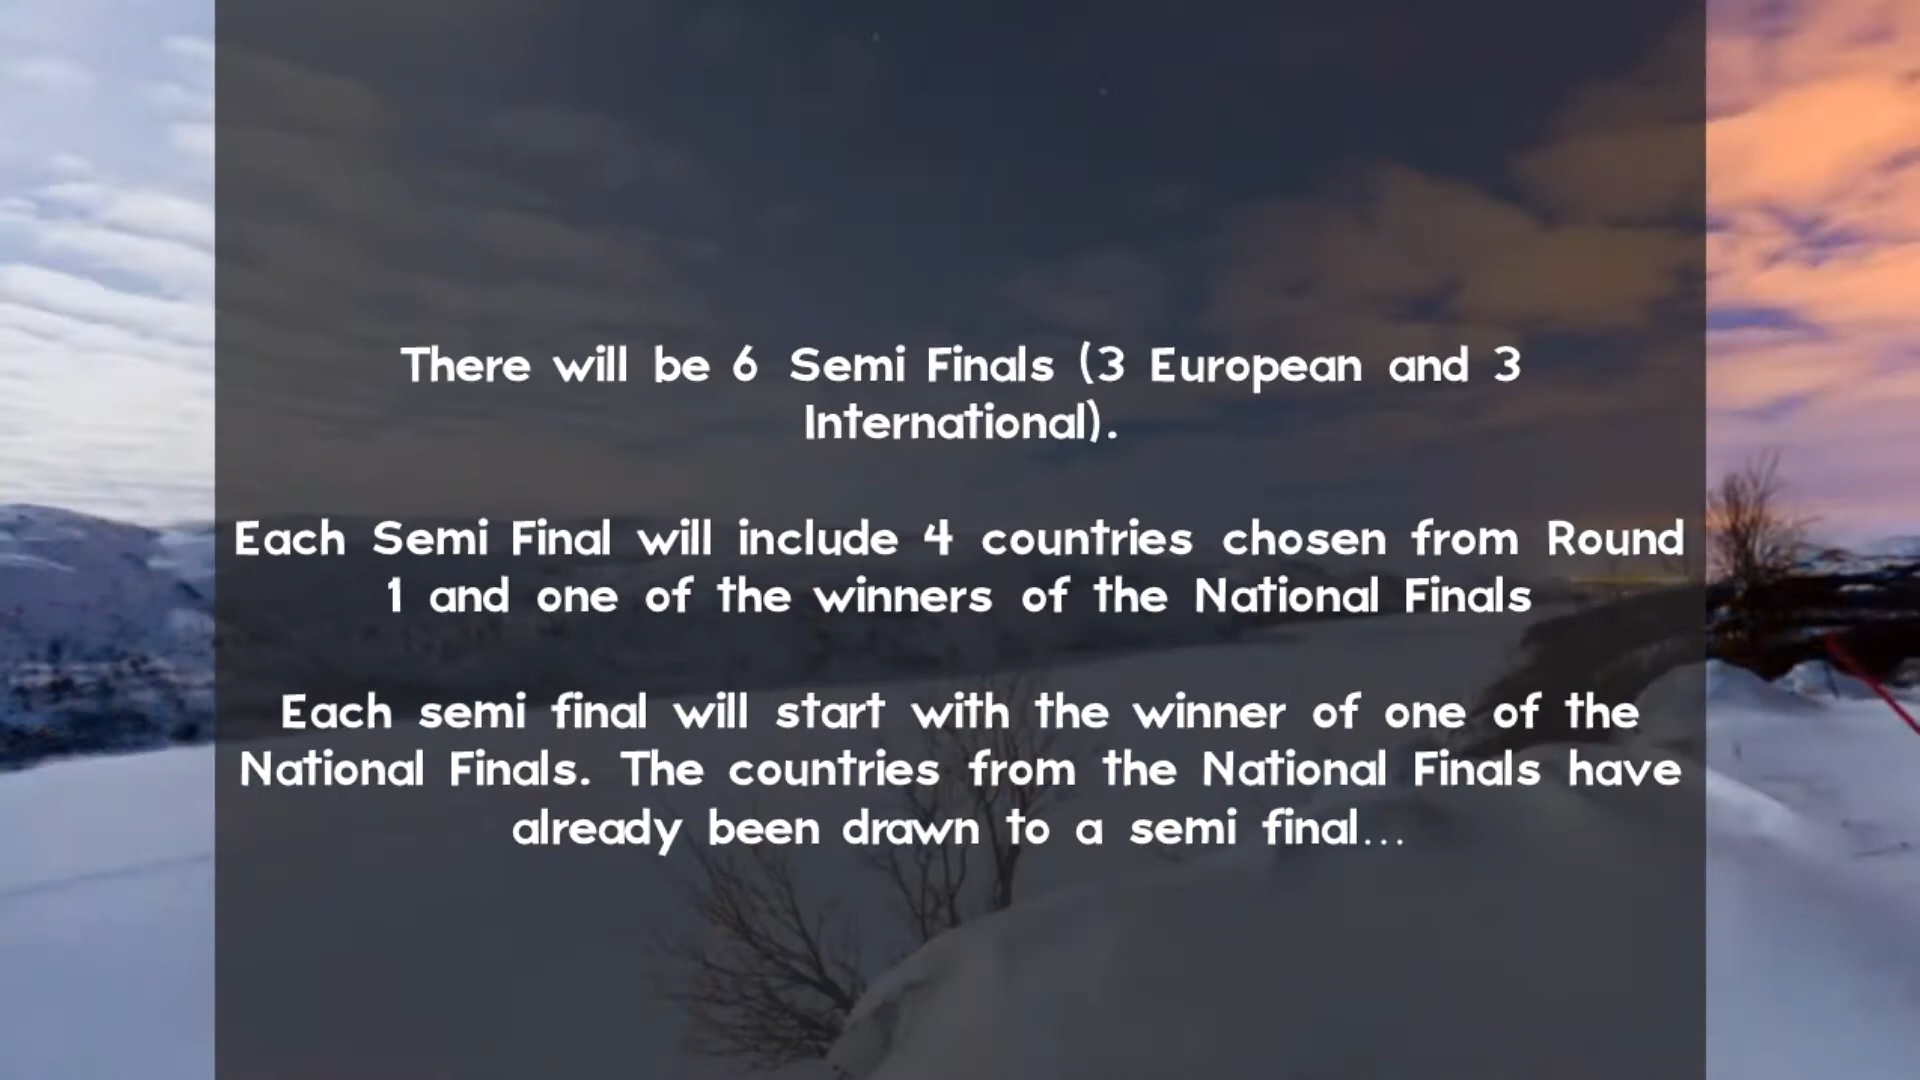 There will be 6 Semi Finals (3 European and 3
International).
Each Semi Final will include 4 countries chosen from Round
1 and one of the winners of the National Finals
Each semi final will start with the winner of one of the
National Finals. The countries from the National Finals have
already been drawn to a semi final...